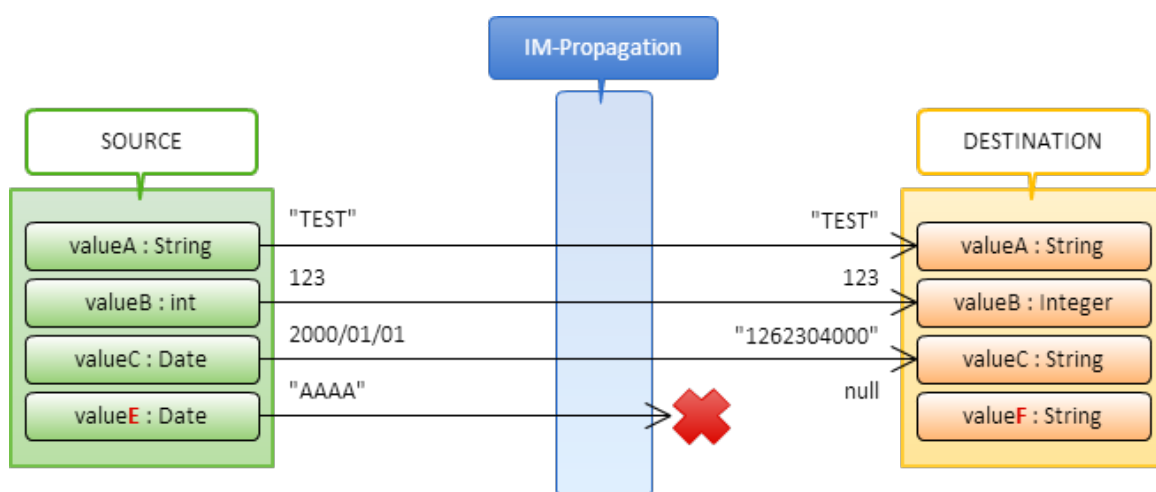 IM-Propagation
SOURCE
DESTINATION
"TEST"
"TEST"
valueA : String
valueA : String
123
123
valueB : int
valueB : Integer
2000/01/01
"1262304000"
valueC : Date
valueC : String
"AAAA"
null
valueE : Date
valueF : String